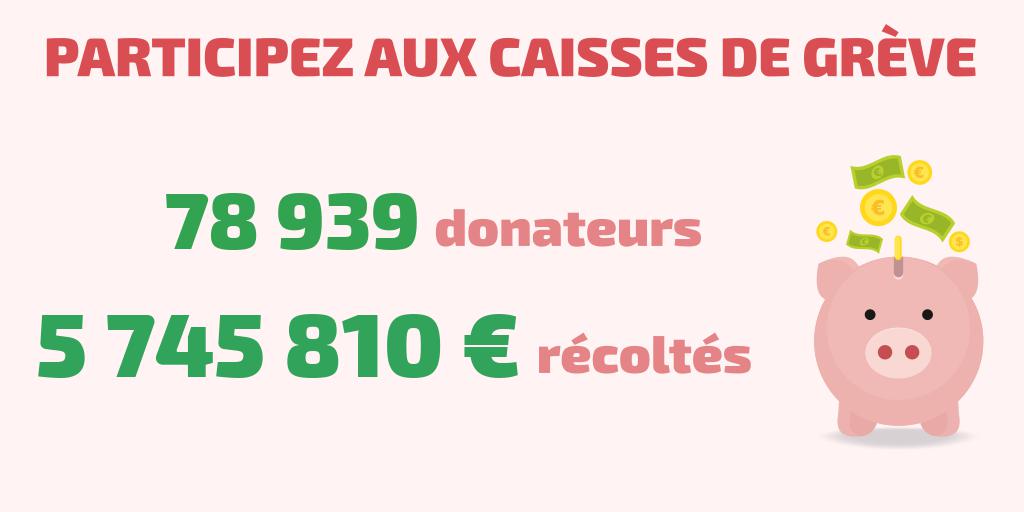 PARTICIPEZ AUX CAISSES DE GRÈVE
78 939 donateurs
5 745 810 € récoltés